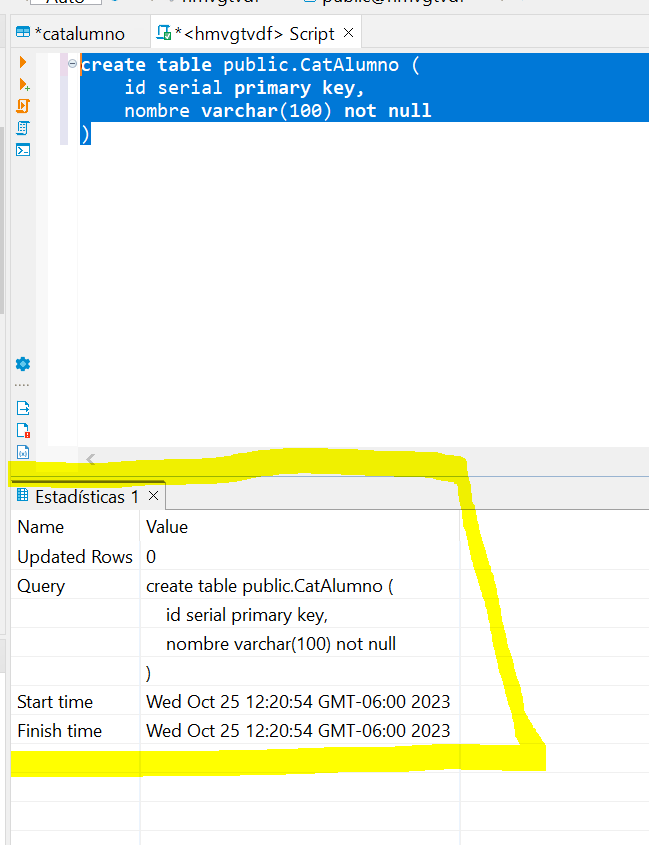 *catalumno *<hmvgtvdf> Script
create table public.CatAlumno (
id serial primary key,
nombre varchar(100) not null
)
Estadísticas 1
Name Value
Updated Rows 0
Query create table public.CatAlumno (
id serial primary key,
nombre varchar(100) not null
)
Start time Wed Oct 25 12:20:54 GMT-06:00 2023
Finish time Wed Oct 25 12:20:54 GMT-06:00 2023